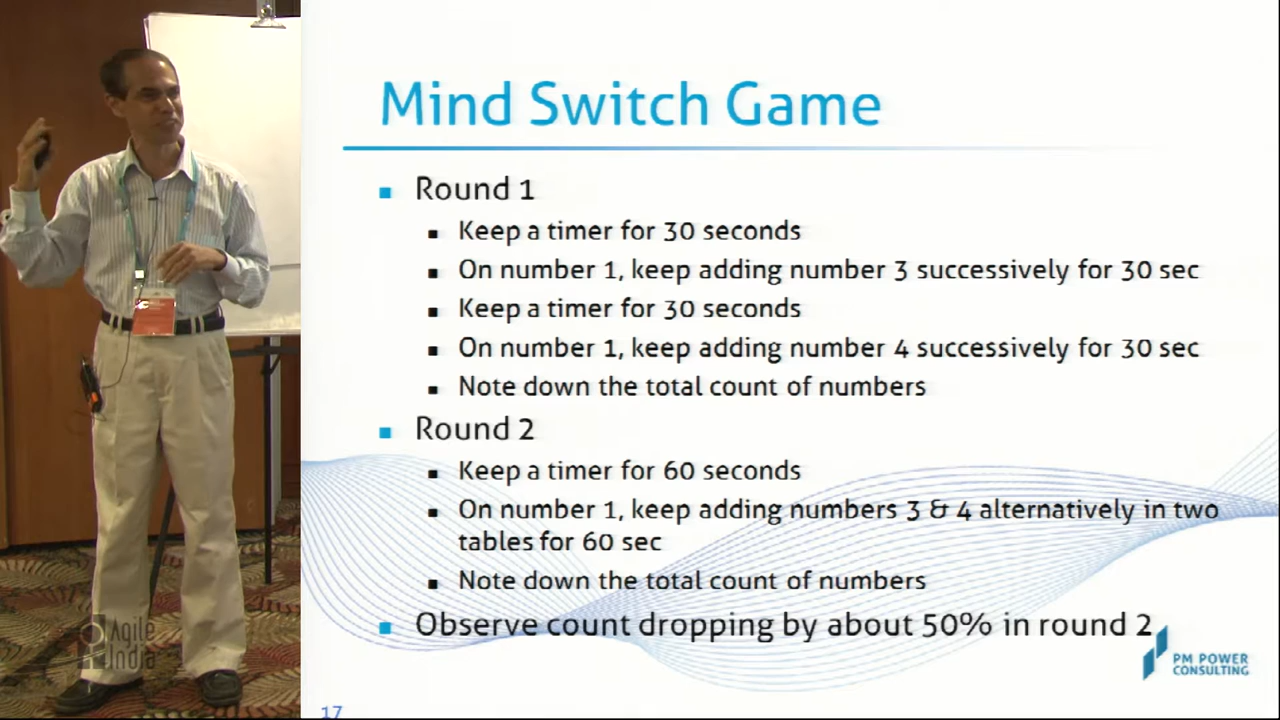 Mind Switch Game
Round 1
Keep a timer for 30 seconds
On number 1, keep adding number 3 successively for 30 sec
Keep a timer for 30 seconds
On number 1, keep adding number 4 successively for 30 sec
Note down the total count of numbers
Round 2
Keep a timer for 60 seconds
On number 1, keep adding numbers 3 & 4 alternatively in two
tables for 60 sec
Note down the total count of numbers
Observe count dropping by about 50% in round 2
PM POWER
CONSULTING
17
Agile
India